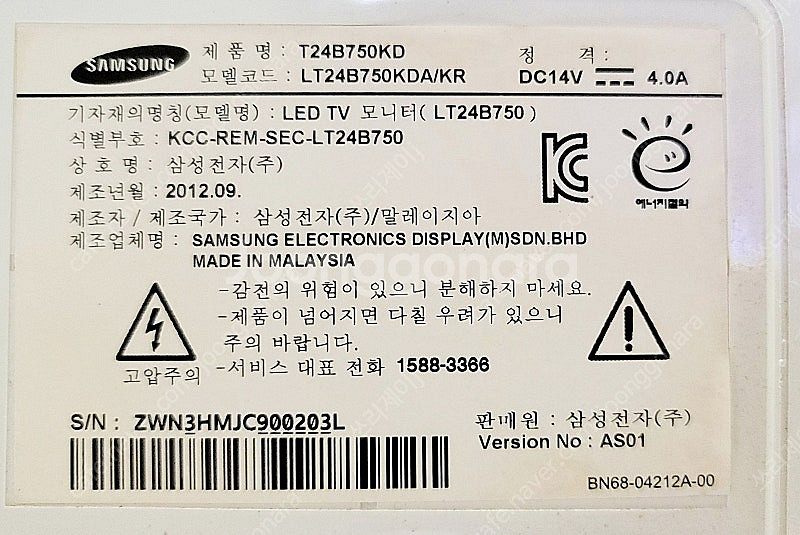 SAMSUNG
제 품 명 : T24B750KD
모델코드 : LT24B750KDA/KR
정 격 :
DC14V 4.0A
기자재의명칭(모델명) : LED TV 모니터( LT24B750 )
식별부호 : KCC-REM-SEC-LT24B750
상 호 명 : 삼성전자(주)
제조년월 : 2012.09.
제조자 / 제조국가 : 삼성전자(주)/말레이지아
제조업체명 : SAMSUNG ELECTRONICS DISPLAY(M)SDN.BHD
MADE IN MALAYSIA
에너지절약
-감전의 위험이 있으니 분해하지 마세요.
-제품이 넘어지면 다칠 우려가 있으니
주의 바랍니다.
-서비스 대표 전화 1588-3366
고압주의
S/N : ZWN3HMJC900203L
판매원 : 삼성전자(주)
Version No : AS01
BN68-04212A-00
joonggonara